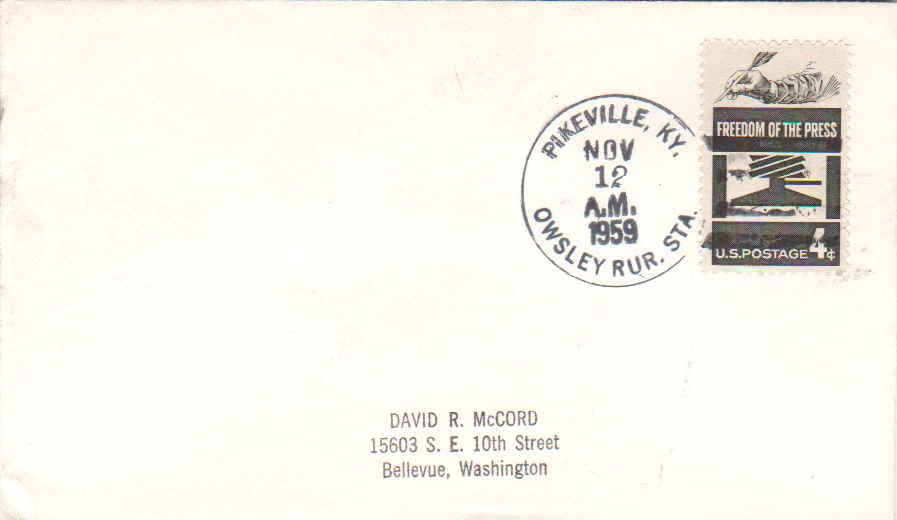 PIKEVILLE, KY.
NOV
12
A.M.
1959
OWSLEY RUR. STA.
FREEDOM OF THE PRESS
U.S.POSTAGE 4¢
DAVID R. McCORD
15603 S. E. 10th Street
Bellevue, Washington